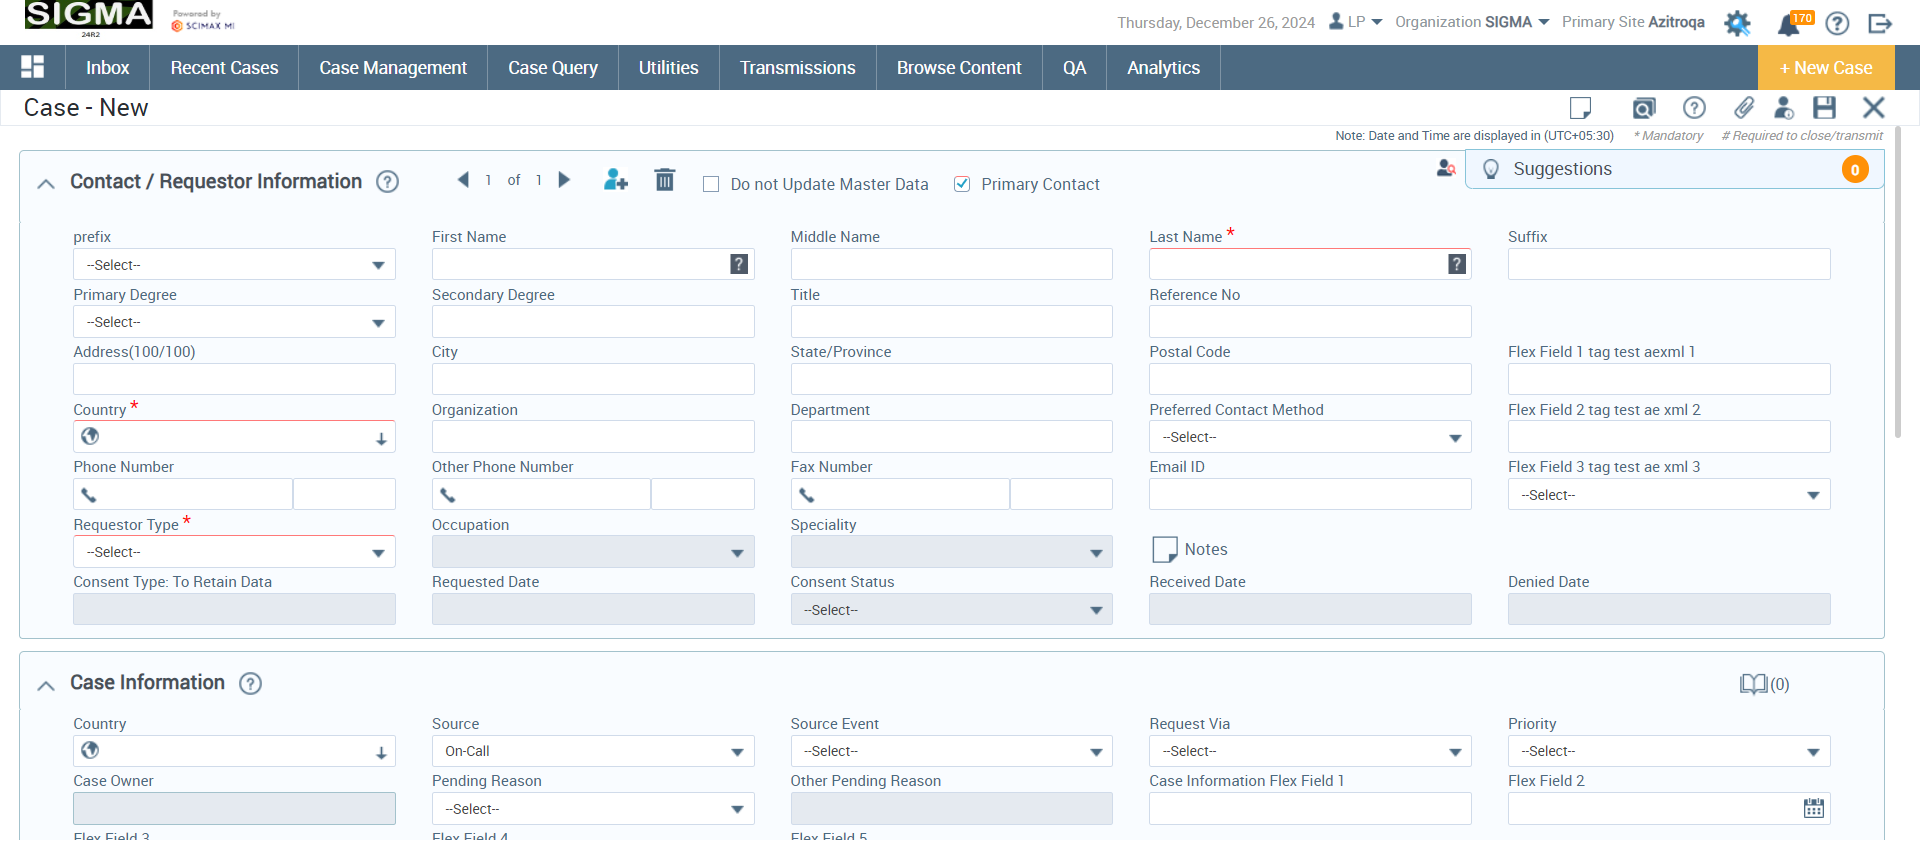 SIGMA
24R2
Powered by
SCIMAX MI
Thursday, December 26, 2024 LP Organization SIGMA Primary Site Azitroqa 170
Inbox Recent Cases Case Management Case Query Utilities Transmissions Browse Content QA Analytics + New Case
Case - New
Note: Date and Time are displayed in (UTC+05:30) * Mandatory # Required to close/transmit
Contact / Requestor Information ? 1 of 1 Do not Update Master Data Primary Contact Suggestions 0
prefix First Name Middle Name Last Name * Suffix
--Select-- ? ?
Primary Degree Secondary Degree Title Reference No
--Select--
Address(100/100) City State/Province Postal Code Flex Field 1 tag test aexml 1
Country * Organization Department Preferred Contact Method Flex Field 2 tag test ae xml 2
--Select--
Phone Number Other Phone Number Fax Number Email ID Flex Field 3 tag test ae xml 3
--Select--
Requestor Type * Occupation Speciality
--Select-- Notes
Consent Type: To Retain Data Requested Date Consent Status Received Date Denied Date
--Select--
Case Information ? (0)
Country Source Source Event Request Via Priority
On-Call --Select-- --Select-- --Select--
Case Owner Pending Reason Other Pending Reason Case Information Flex Field 1 Flex Field 2
--Select--
Flex Field 3 Flex Field 4 Flex Field 5